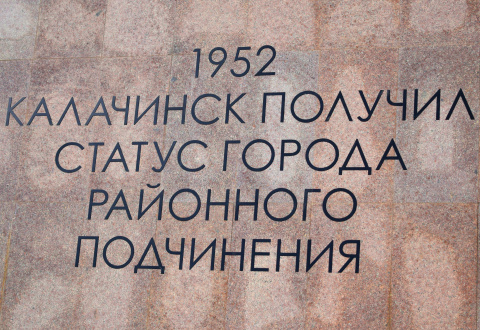 1952
КАЛАЧИНСК ПОЛУЧИЛ
СТАТУС ГОРОДА
РАЙОННОГО
ПОДЧИНЕНИЯ